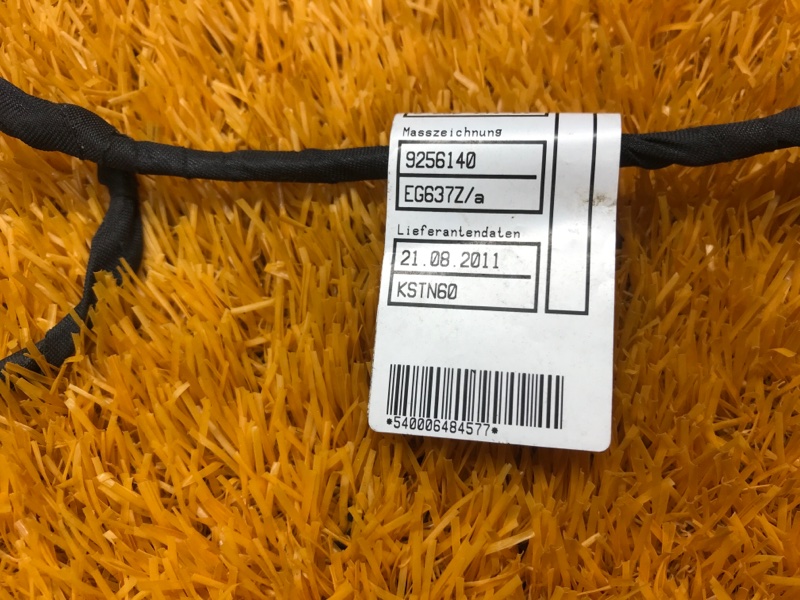 Masszeichnung
9256140
EG637Z/a
Lieferantendaten
21.08.2011
KSTN60
*540006484577*